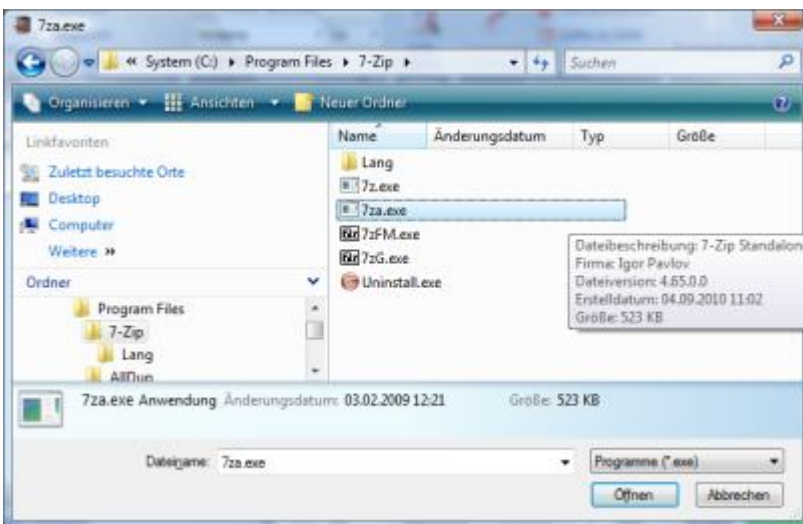 7za.exe
« System (C:) ▸ Program Files ▸ 7-Zip ▸ Suchen
Organisieren Ansichten Neuer Ordner
Linkfavoriten
Zuletzt besuchte Orte
Desktop
Computer
Weitere »
Ordner
Program Files
7-Zip
Lang
Name Änderungsdatum Typ Größe
Lang
7z.exe
7za.exe
7zFM.exe
7zG.exe
Uninstall.exe
Dateibeschreibung: 7-Zip Standalon
Firma: Igor Pavlov
Dateiversion: 4.65.0.0
Erstelldatum: 04.09.2010 11:02
Größe: 523 KB
7za.exe Anwendung Änderungsdatum: 03.02.2009 12:21 Größe: 523 KB
Dateiname: 7za.exe Programme (*.exe)
Öffnen Abbrechen